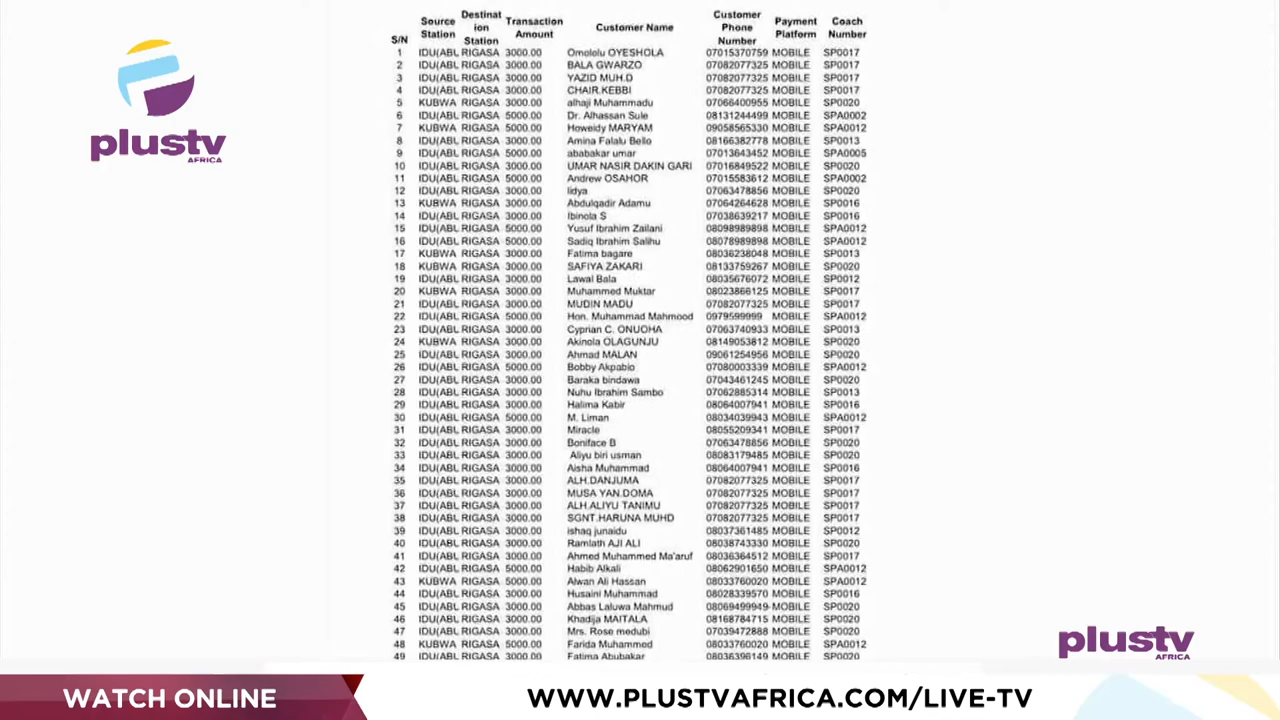 plustv
AFRICA
S/N Source Station Destinat ion Station Transaction Amount Customer Name Customer Phone Number Payment Platform Coach Number
1 IDU(ABL RIGASA 3000.00 Omololu OYESHOLA 07015370759 MOBILE SP0017
2 IDU(ABL RIGASA 3000.00 BALA GWARZO 07082077325 MOBILE SP0017
3 IDU(ABL RIGASA 3000.00 YAZID MUH.D 07082077325 MOBILE SP0017
4 IDU(ABL RIGASA 3000.00 CHAIR.KEBBI 07082077325 MOBILE SP0017
5 KUBWA RIGASA 3000.00 alhaji Muhammadu 07066400955 MOBILE SP0020
6 IDU(ABL RIGASA 5000.00 Dr. Alhassan Sule 08131244499 MOBILE SPA0002
7 KUBWA RIGASA 5000.00 Howeidy MARYAM 09058565330 MOBILE SPA0012
8 IDU(ABL RIGASA 3000.00 Amina Falalu Bello 08166382778 MOBILE SP0013
9 IDU(ABL RIGASA 5000.00 ababakar umar 07013643452 MOBILE SPA0005
10 IDU(ABL RIGASA 3000.00 UMAR NASIR DAKIN GARI 07016849522 MOBILE SP0020
11 IDU(ABL RIGASA 5000.00 Andrew OSAHOR 07015583612 MOBILE SPA0002
12 IDU(ABL RIGASA 3000.00 lidya 07063478856 MOBILE SP0020
13 KUBWA RIGASA 3000.00 Abdulqadir Adamu 07064264628 MOBILE SP0016
14 IDU(ABL RIGASA 3000.00 Ibinola S 07038639217 MOBILE SP0016
15 IDU(ABL RIGASA 5000.00 Yusuf Ibrahim Zailani 08098989898 MOBILE SPA0012
16 IDU(ABL RIGASA 5000.00 Sadiq Ibrahim Salihu 08078989898 MOBILE SPA0012
17 KUBWA RIGASA 3000.00 Fatima bagare 08036238048 MOBILE SP0013
18 KUBWA RIGASA 3000.00 SAFIYA ZAKARI 08133759267 MOBILE SP0020
19 IDU(ABL RIGASA 3000.00 Lawal Bala 08035676072 MOBILE SP0012
20 KUBWA RIGASA 3000.00 Muhammed Muktar 08023866125 MOBILE SP0017
21 IDU(ABL RIGASA 3000.00 MUDIN MADU 07082077325 MOBILE SP0017
22 IDU(ABL RIGASA 5000.00 Hon. Muhammad Mahmood 0979599999 MOBILE SPA0012
23 IDU(ABL RIGASA 3000.00 Cyprian C. ONUOHA 07063740933 MOBILE SP0013
24 KUBWA RIGASA 3000.00 Akinola OLAGUNJU 08149053812 MOBILE SP0020
25 IDU(ABL RIGASA 3000.00 Ahmad MALAN 09061254956 MOBILE SP0020
26 IDU(ABL RIGASA 5000.00 Bobby Akpabio 07080003339 MOBILE SPA0012
27 IDU(ABL RIGASA 3000.00 Baraka bindawa 07043461245 MOBILE SP0020
28 IDU(ABL RIGASA 3000.00 Nuhu Ibrahim Sambo 07062885314 MOBILE SP0013
29 IDU(ABL RIGASA 3000.00 Halima Kabir 08064007941 MOBILE SP0016
30 IDU(ABL RIGASA 5000.00 M. Liman 08034039943 MOBILE SPA0012
31 IDU(ABL RIGASA 3000.00 Miracle 08055209341 MOBILE SP0017
32 IDU(ABL RIGASA 3000.00 Boniface B 07063478856 MOBILE SP0020
33 IDU(ABL RIGASA 3000.00 Aliyu biri usman 08083179485 MOBILE SP0020
34 IDU(ABL RIGASA 3000.00 Aisha Muhammad 08064007941 MOBILE SP0016
35 IDU(ABL RIGASA 3000.00 ALH.DANJUMA 07082077325 MOBILE SP0017
36 IDU(ABL RIGASA 3000.00 MUSA YAN.DOMA 07082077325 MOBILE SP0017
37 IDU(ABL RIGASA 3000.00 ALH.ALIYU TANIMU 07082077325 MOBILE SP0017
38 IDU(ABL RIGASA 3000.00 SGNT.HARUNA MUHD 07082077325 MOBILE SP0017
39 IDU(ABL RIGASA 3000.00 ishaq junaidu 08037361485 MOBILE SP0012
40 IDU(ABL RIGASA 3000.00 Ramlath AJI ALI 08038743330 MOBILE SP0020
41 IDU(ABL RIGASA 3000.00 Ahmed Muhammed Ma'aruf 08036364512 MOBILE SP0017
42 IDU(ABL RIGASA 5000.00 Habib Alkali 08062901650 MOBILE SPA0012
43 KUBWA RIGASA 5000.00 Alwan Ali Hassan 08033760020 MOBILE SPA0012
44 IDU(ABL RIGASA 3000.00 Husaini Muhammad 08028339570 MOBILE SP0016
45 IDU(ABL RIGASA 3000.00 Abbas Laluwa Mahmud 08069499949 MOBILE SP0020
46 IDU(ABL RIGASA 3000.00 Khadija MAITALA 08168784715 MOBILE SP0020
47 IDU(ABL RIGASA 3000.00 Mrs. Rose medubi 07039472888 MOBILE SP0020
48 KUBWA RIGASA 5000.00 Farida Muhammed 08033760020 MOBILE SPA0012
49 IDU(ABL RIGASA 3000.00 Fatima Abubakar 08036396149 MOBILE SP0020
plustv
AFRICA
WATCH ONLINE
WWW.PLUSTVAFRICA.COM/LIVE-TV